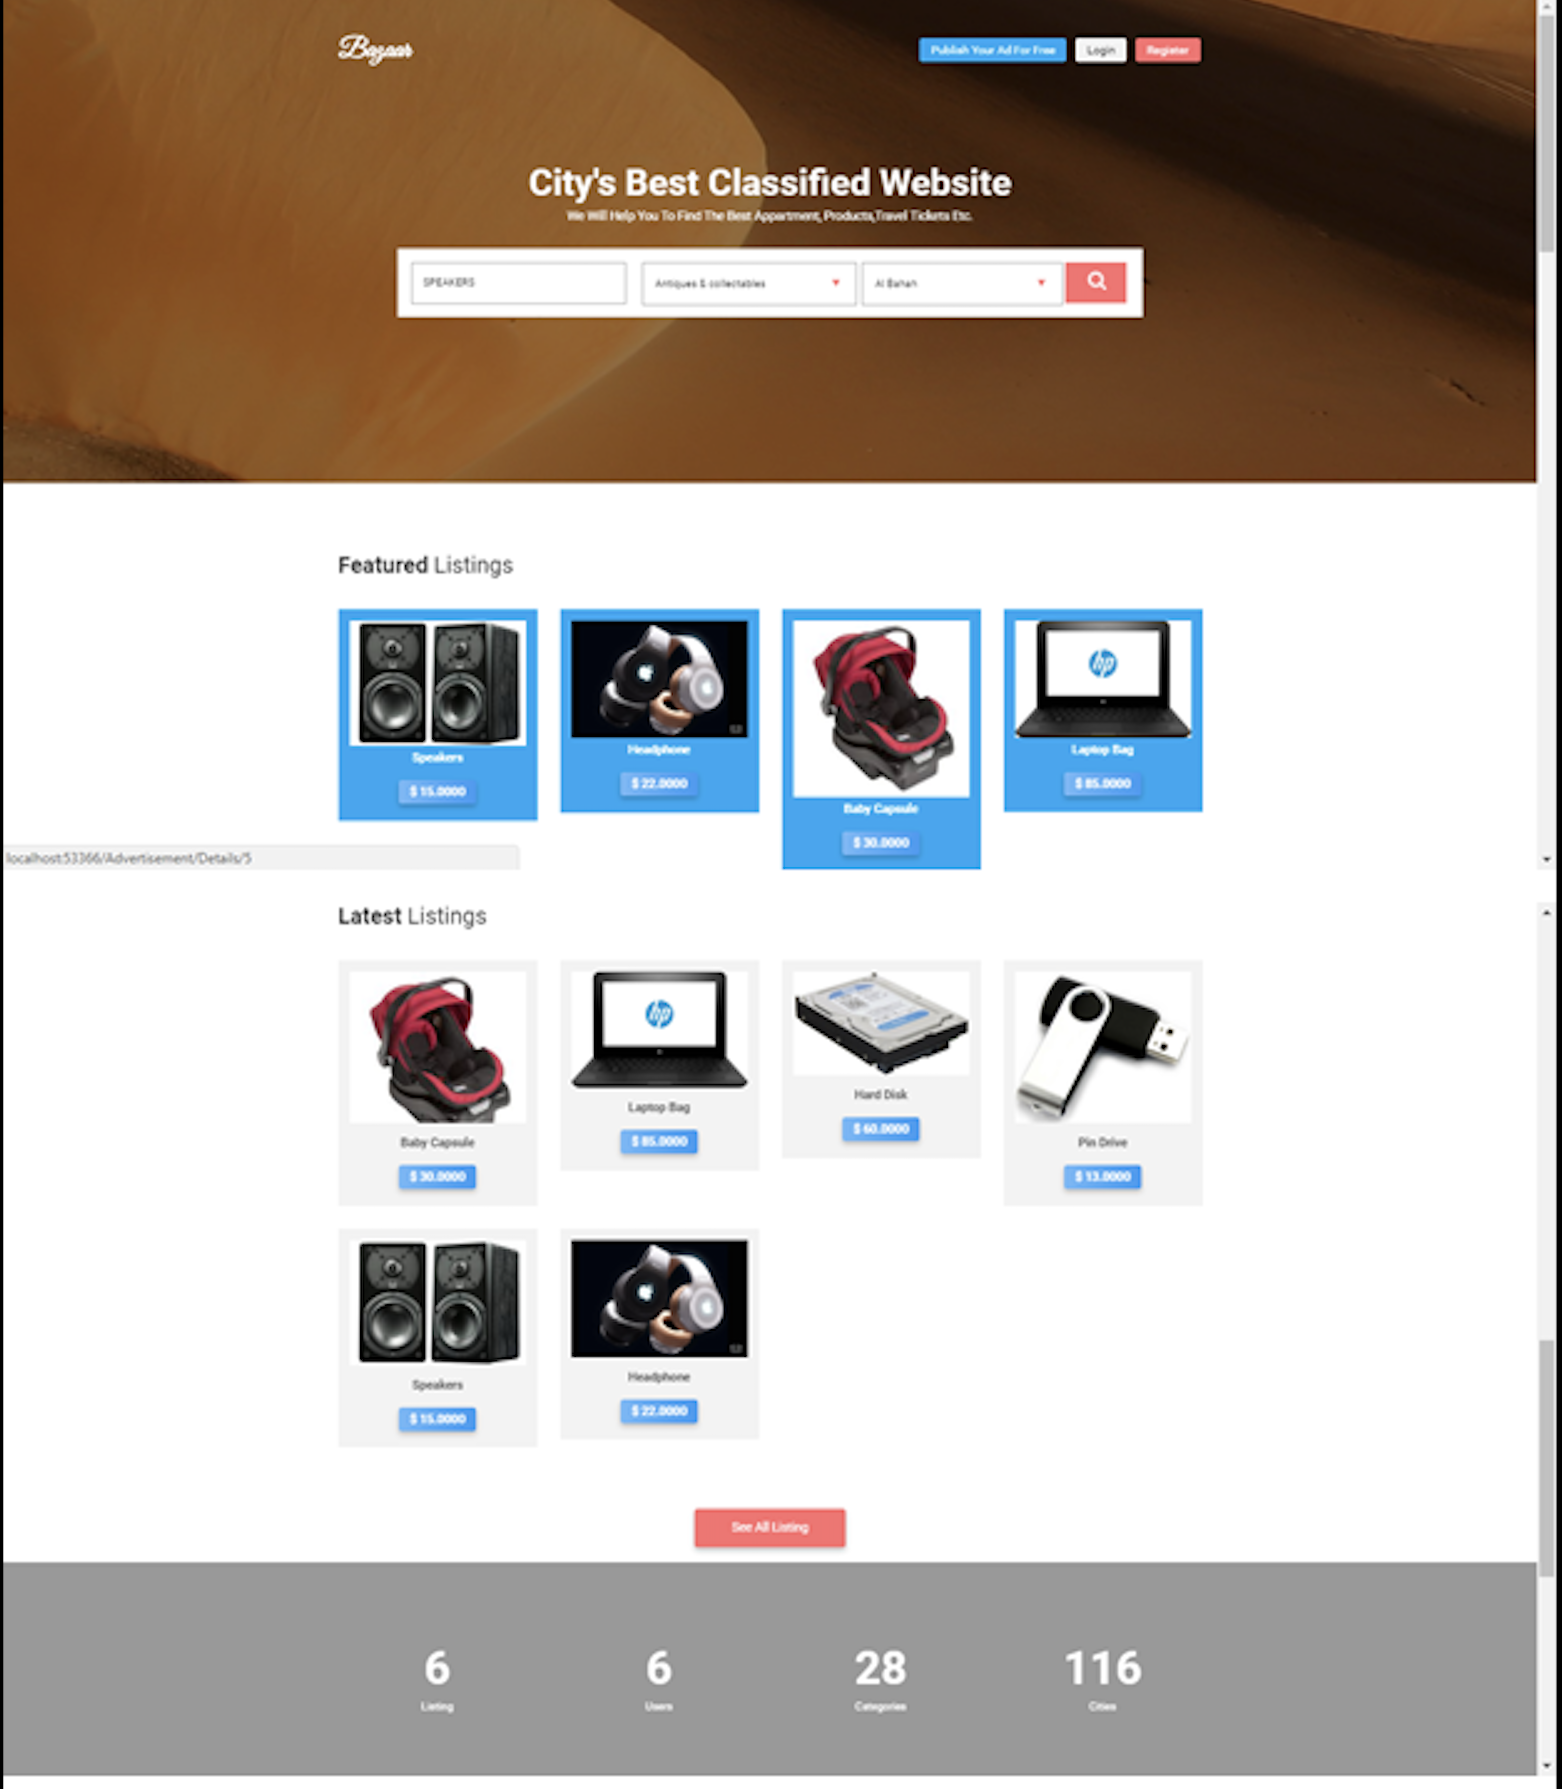 Bazaar
Publish Your Ad For Free Login Register
City's Best Classified Website
We Will Help You To Find The Best Appartment, Products,Travel Tickets Etc.
SPEAKERS Antiques & collectables Al Bahah
Featured Listings
hp
Speakers Headphone Baby Capsule Laptop Bag
$ 15.0000 $ 22.0000 $ 30.0000 $ 85.0000
localhost:53366/Advertisement/Details/5
Latest Listings
hp
Baby Capsule Laptop Bag Hard Disk Pin Drive
$ 30.0000 $ 85.0000 $ 60.0000 $ 13.0000
Speakers Headphone
$ 15.0000 $ 22.0000
See All Listing
6 6 28 116
Listing Users Categories Cities